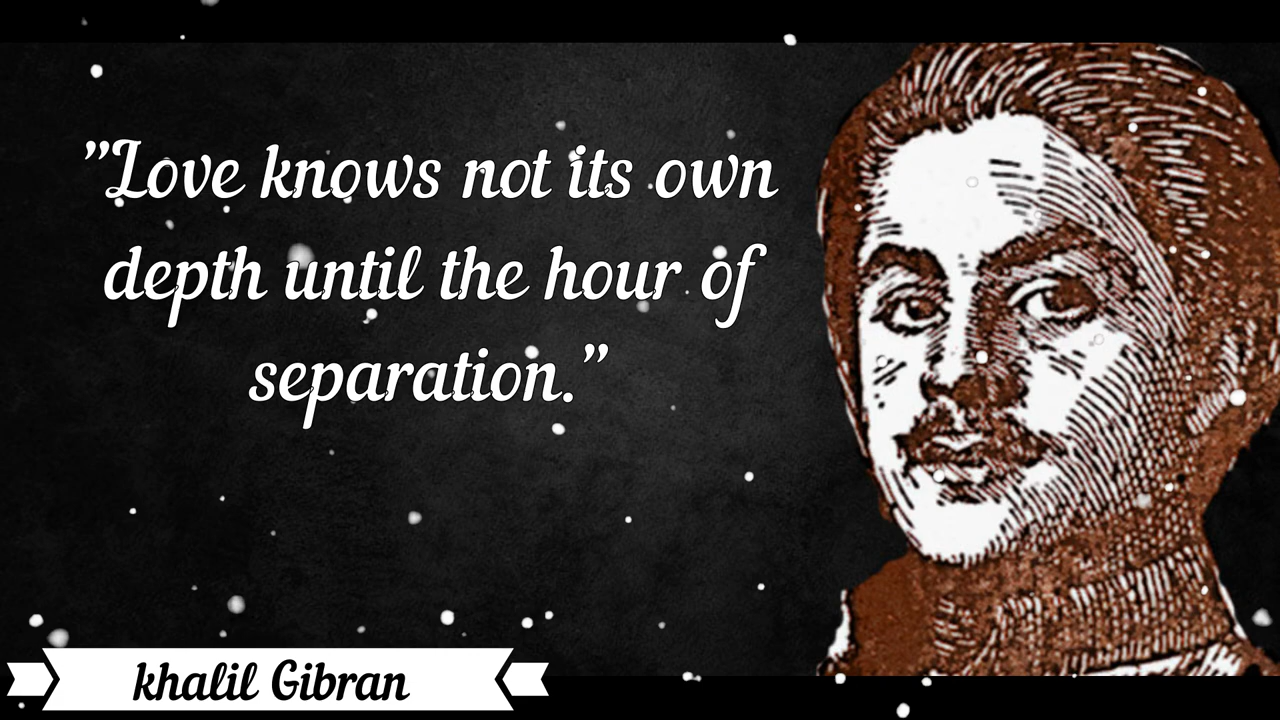 "Love knows not its own
depth until the hour of
separation."
khalil Gibran